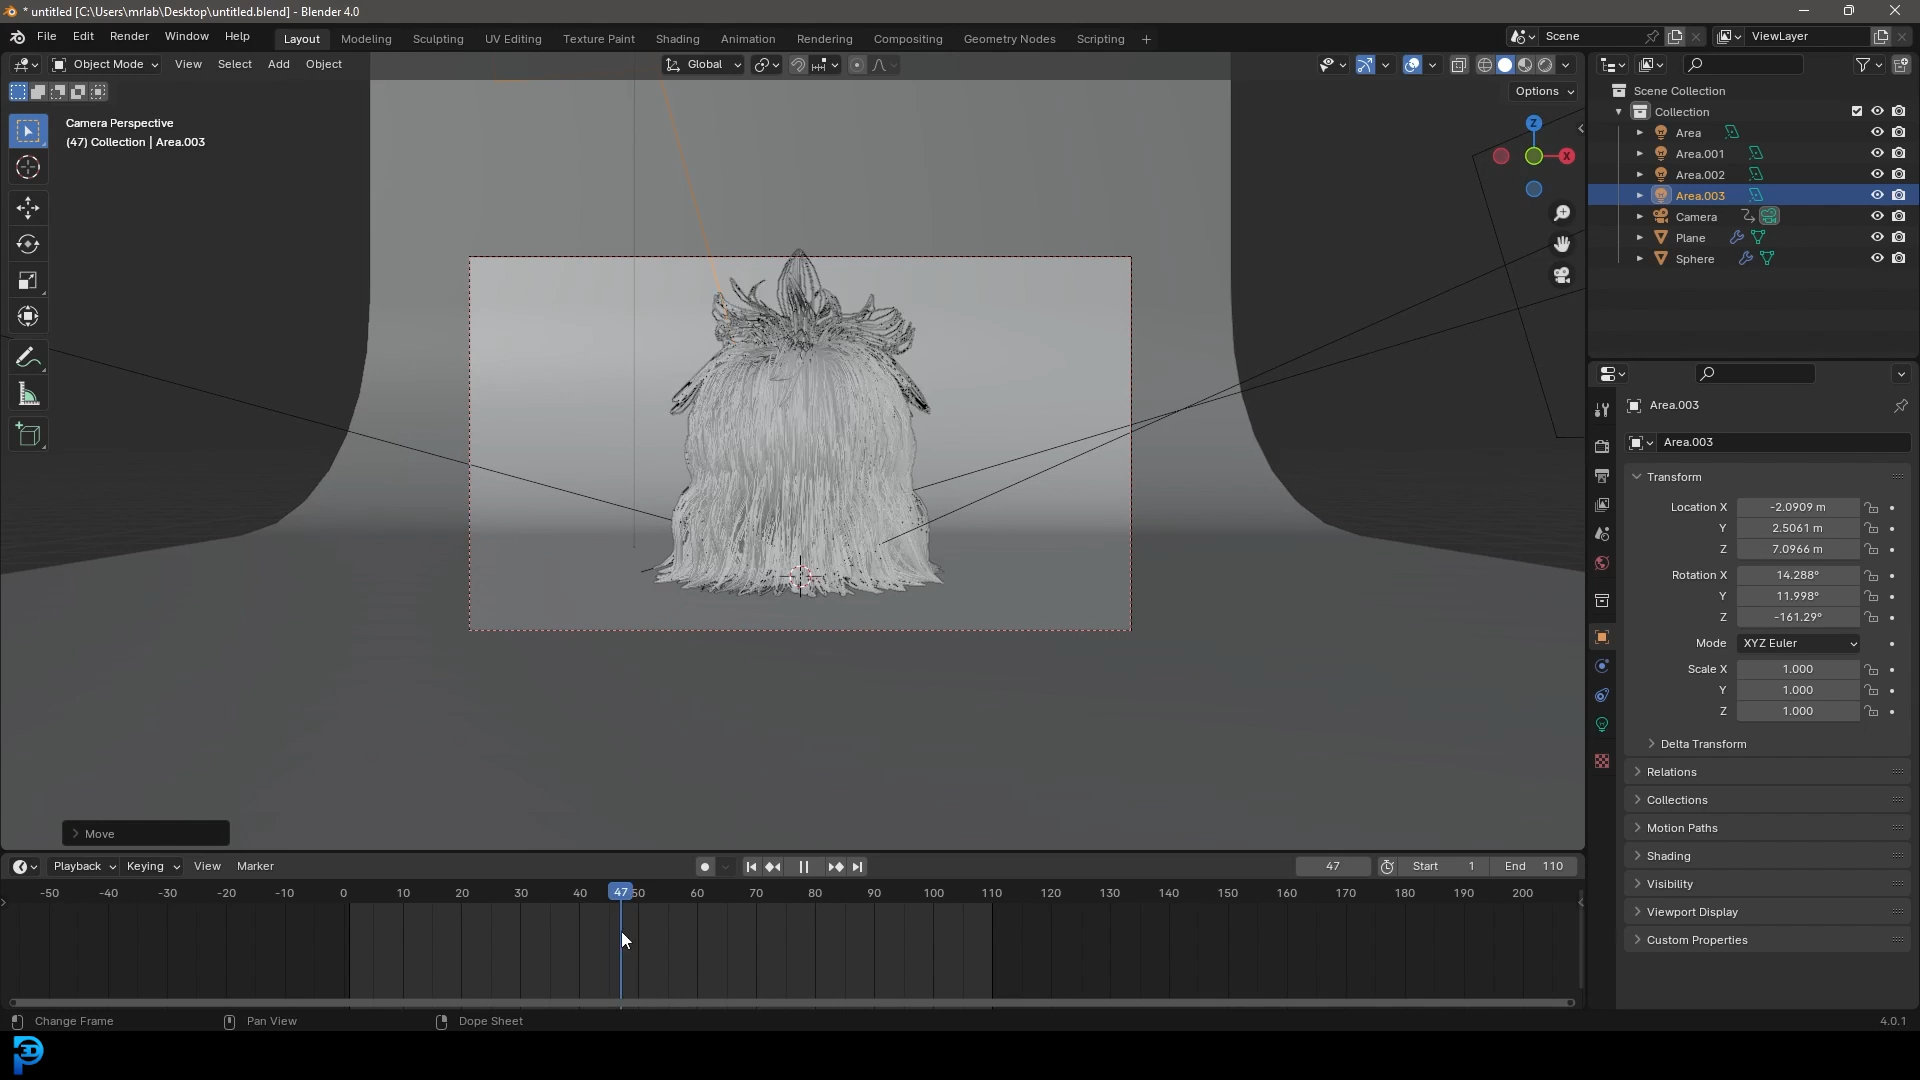 * untitled [C:\Users\mrlab\Desktop\untitled.blend] - Blender 4.0
File Edit Render Window Help Layout Modeling Sculpting UV Editing Texture Paint Shading Animation Rendering Compositing Geometry Nodes Scripting + Scene ViewLayer
Object Mode View Select Add Object Global
Options
Camera Perspective
(47) Collection | Area.003
Z
X
Scene Collection
Collection
Area
Area.001
Area.002
Area.003
Camera
Plane
Sphere
Area.003
Area.003
Transform
Location X -2.0909 m
Y 2.5061 m
Z 7.0966 m
Rotation X 14.288°
Y 11.998°
Z -161.29°
Mode XYZ Euler
Scale X 1.000
Y 1.000
Z 1.000
Delta Transform
Relations
Collections
Motion Paths
Shading
Visibility
Viewport Display
Custom Properties
Move
Playback Keying View Marker 47 Start 1 End 110
-50 -40 -30 -20 -10 0 10 20 30 40 47 50 60 70 80 90 100 110 120 130 140 150 160 170 180 190 200
Change Frame Pan View Dope Sheet 4.0.1
3D